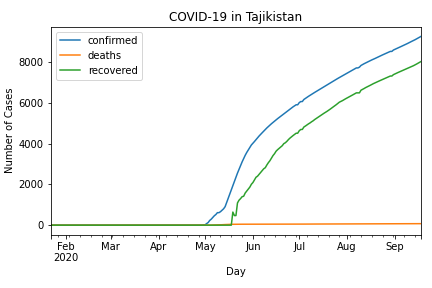 COVID-19 in Tajikistan
confirmed
deaths
recovered
Number of Cases
8000
6000
4000
2000
0
Feb Mar Apr May Jun Jul Aug Sep
2020
Day